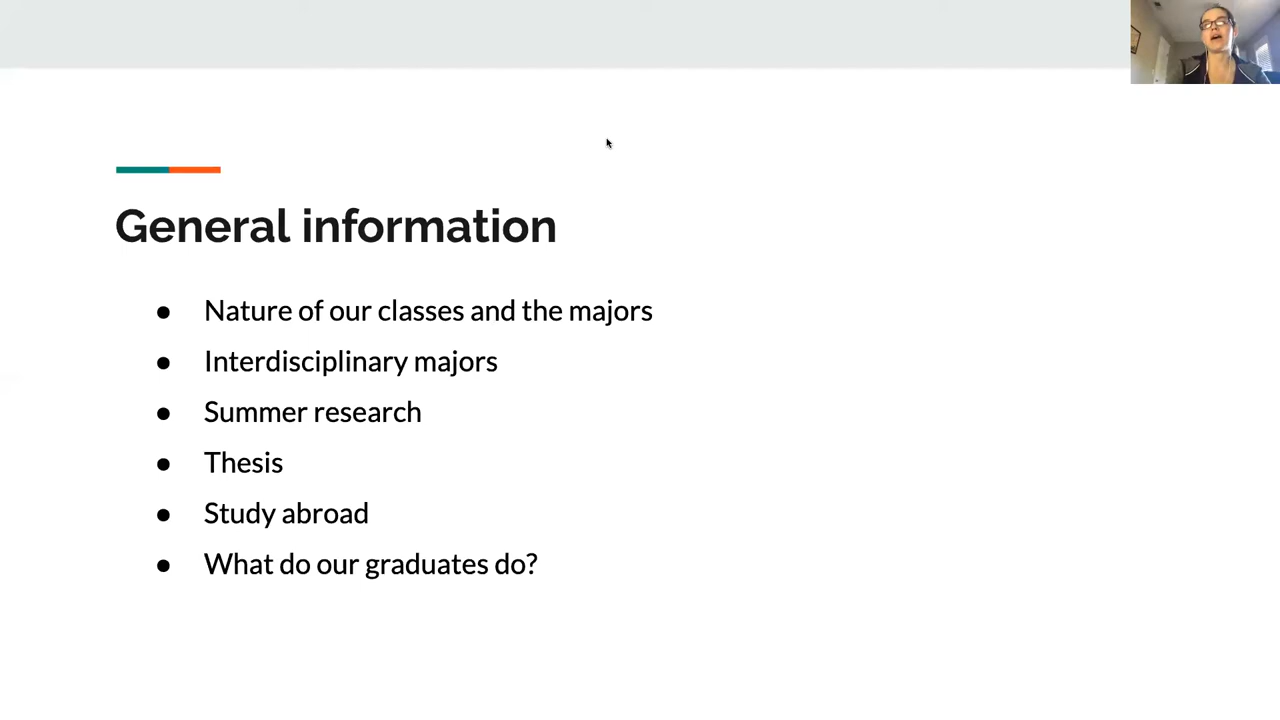 General information
● Nature of our classes and the majors
● Interdisciplinary majors
● Summer research
● Thesis
● Study abroad
● What do our graduates do?